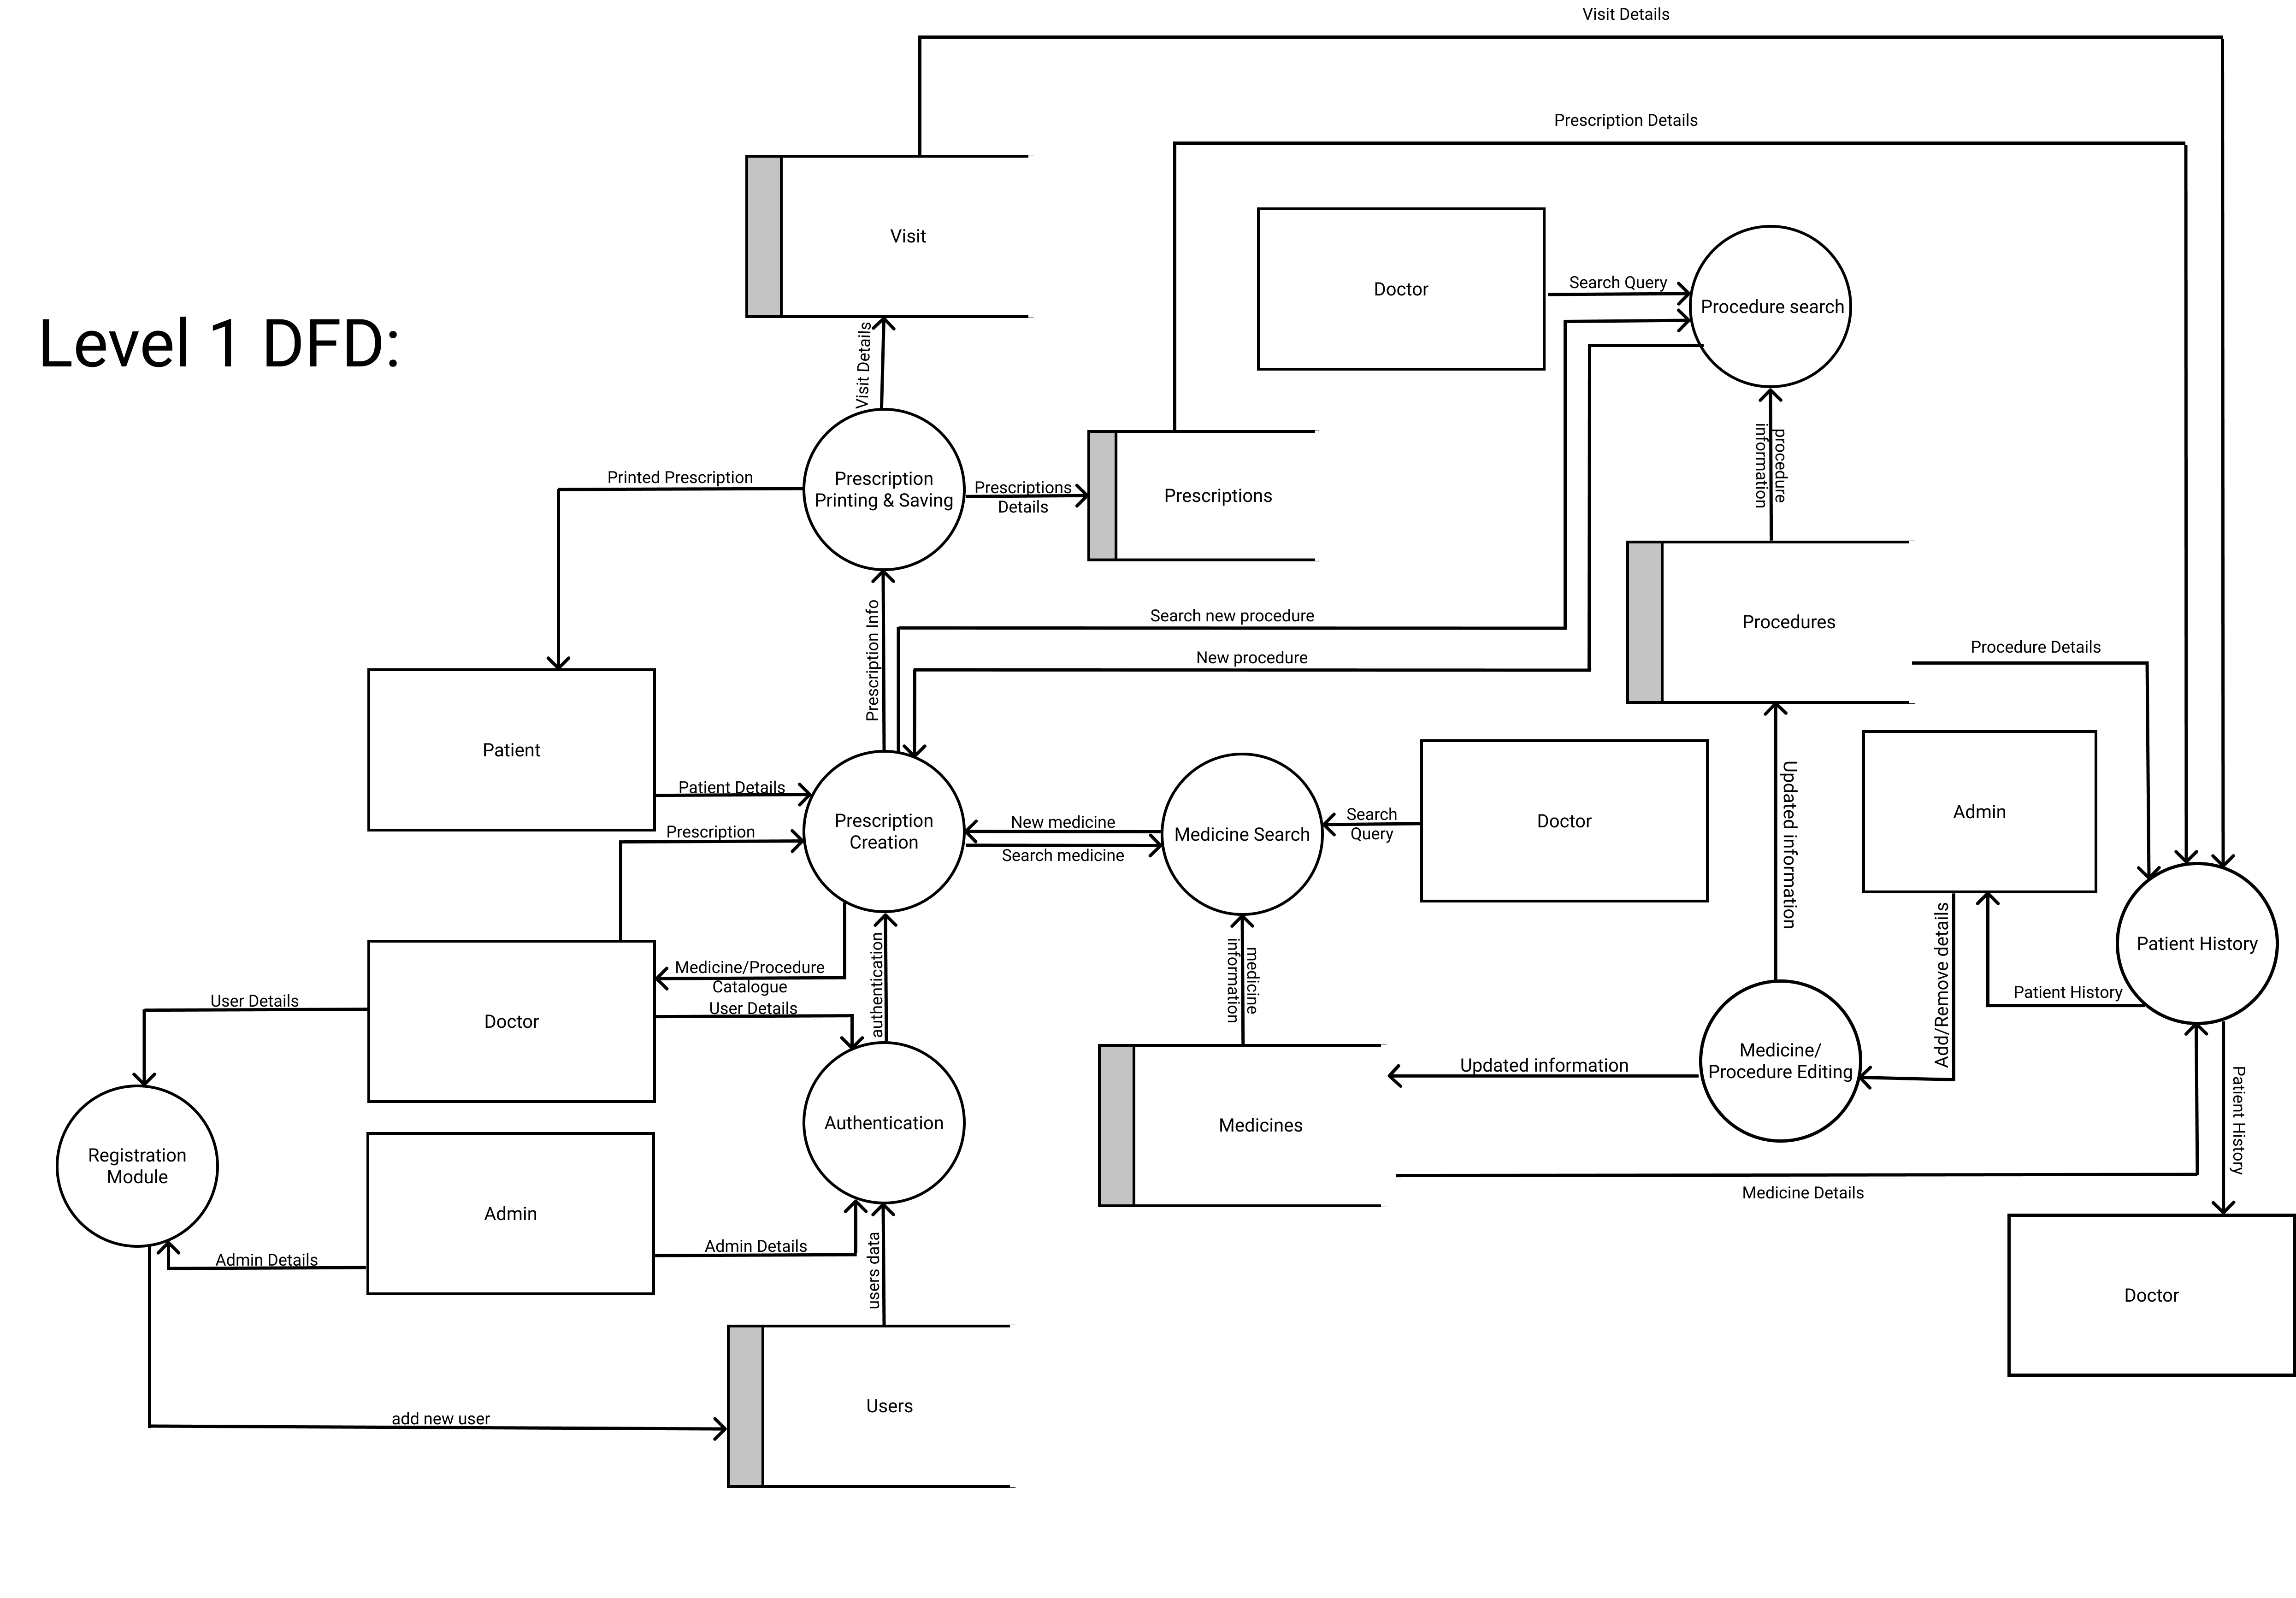 Visit Details
Prescription Details
Visit
Doctor
Search Query
Procedure search
Level 1 DFD:
Visit Details
Printed Prescription
Prescription
Printing & Saving
Prescriptions
Details
Prescriptions
procedure
information
Search new procedure
Prescription Info
New procedure
Procedures
Procedure Details
Patient
Patient Details
Prescription
Prescription
Creation
New medicine
Search medicine
Medicine Search
Search
Query
Doctor
Updated information
Admin
Patient History
Add/Remove details
Patient History
Medicine/Procedure
Catalogue
User Details
authentication
medicine
information
User Details
Doctor
Medicine/
Procedure Editing
Updated information
Patient History
Authentication
Medicines
Registration
Module
Admin
Medicine Details
Admin Details
Admin Details
users data
Doctor
Users
add new user